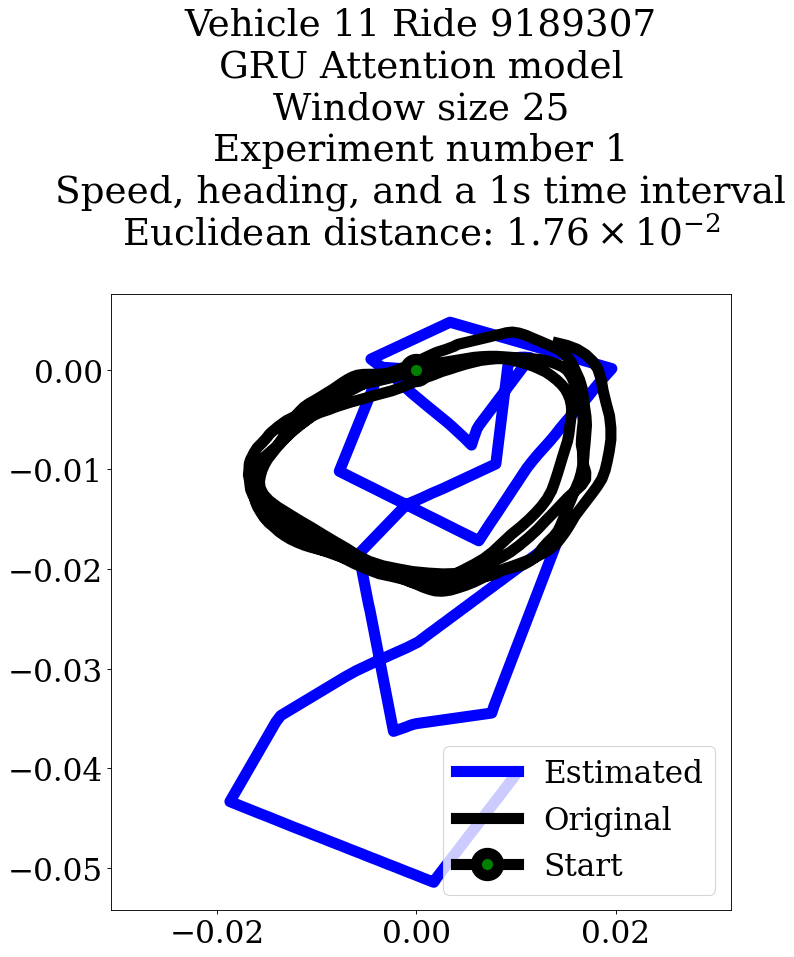 Vehicle 11 Ride 9189307
GRU Attention model
Window size 25
Experiment number 1
Speed, heading, and a 1s time interval
Euclidean distance: 1.76 × 10⁻²
0.00
−0.01
−0.02
−0.03
−0.04
−0.05
Estimated
Original
Start
−0.02 0.00 0.02